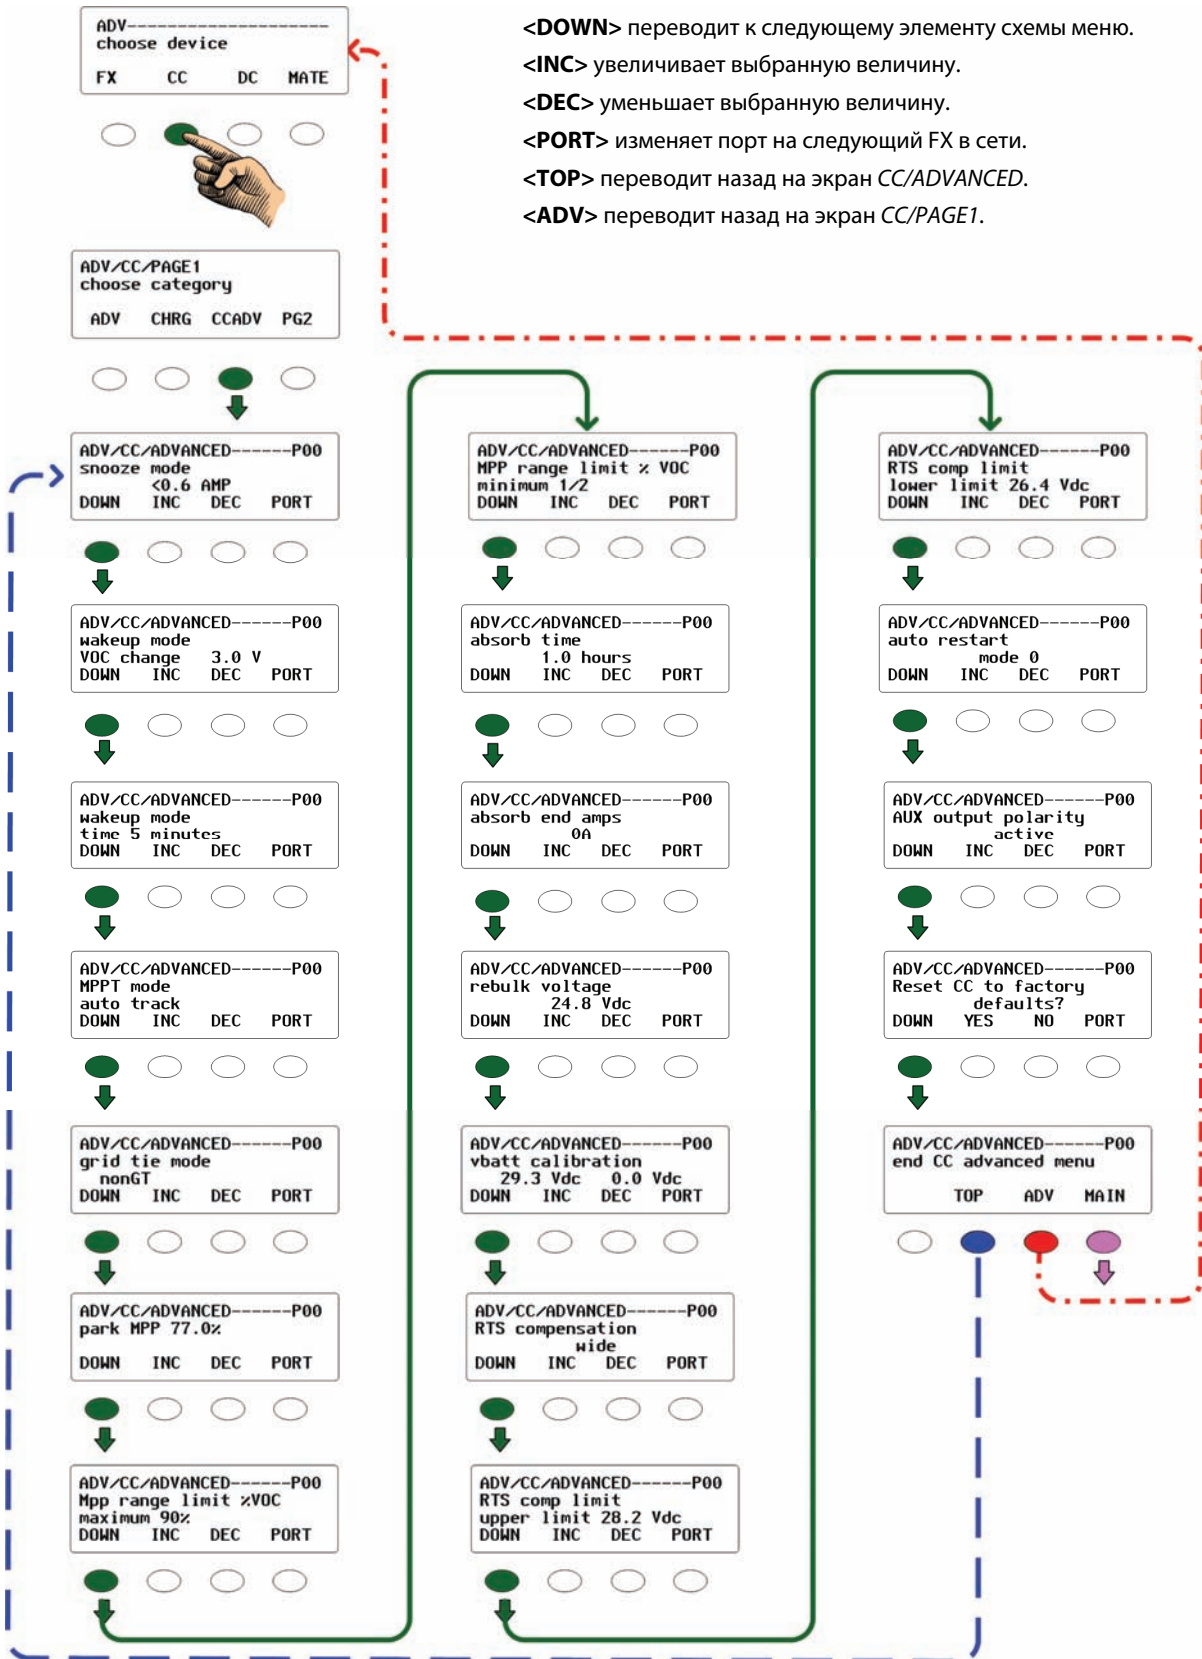 ADV--------------------
choose device
FX CC DC MATE
<DOWN> переводит к следующему элементу схемы меню.
<INC> увеличивает выбранную величину.
<DEC> уменьшает выбранную величину.
<PORT> изменяет порт на следующий FX в сети.
<TOP> переводит назад на экран CC/ADVANCED.
<ADV> переводит назад на экран CC/PAGE1.
ADV/CC/PAGE1
choose category
ADV CHRG CCADV PG2
ADV/CC/ADVANCED------P00
snooze mode
<0.6 AMP
DOWN INC DEC PORT
ADV/CC/ADVANCED------P00
wakeup mode
VOC change 3.0 V
DOWN INC DEC PORT
ADV/CC/ADVANCED------P00
wakeup mode
time 5 minutes
DOWN INC DEC PORT
ADV/CC/ADVANCED------P00
MPPT mode
auto track
DOWN INC DEC PORT
ADV/CC/ADVANCED------P00
grid tie mode
nonGT
DOWN INC DEC PORT
ADV/CC/ADVANCED------P00
park MPP 77.0%
DOWN INC DEC PORT
ADV/CC/ADVANCED------P00
Mpp range limit %VOC
maximum 90%
DOWN INC DEC PORT
ADV/CC/ADVANCED------P00
MPP range limit % VOC
minimum 1/2
DOWN INC DEC PORT
ADV/CC/ADVANCED------P00
absorb time
1.0 hours
DOWN INC DEC PORT
ADV/CC/ADVANCED------P00
absorb end amps
0A
DOWN INC DEC PORT
ADV/CC/ADVANCED------P00
rebulk voltage
24.8 Vdc
DOWN INC DEC PORT
ADV/CC/ADVANCED------P00
vbatt calibration
29.3 Vdc 0.0 Vdc
DOWN INC DEC PORT
ADV/CC/ADVANCED------P00
RTS compensation
wide
DOWN INC DEC PORT
ADV/CC/ADVANCED------P00
RTS comp limit
upper limit 28.2 Vdc
DOWN INC DEC PORT
ADV/CC/ADVANCED------P00
RTS comp limit
lower limit 26.4 Vdc
DOWN INC DEC PORT
ADV/CC/ADVANCED------P00
auto restart
mode 0
DOWN INC DEC PORT
ADV/CC/ADVANCED------P00
AUX output polarity
active
DOWN INC DEC PORT
ADV/CC/ADVANCED------P00
Reset CC to factory
defaults?
DOWN YES NO PORT
ADV/CC/ADVANCED------P00
end CC advanced menu
TOP ADV MAIN